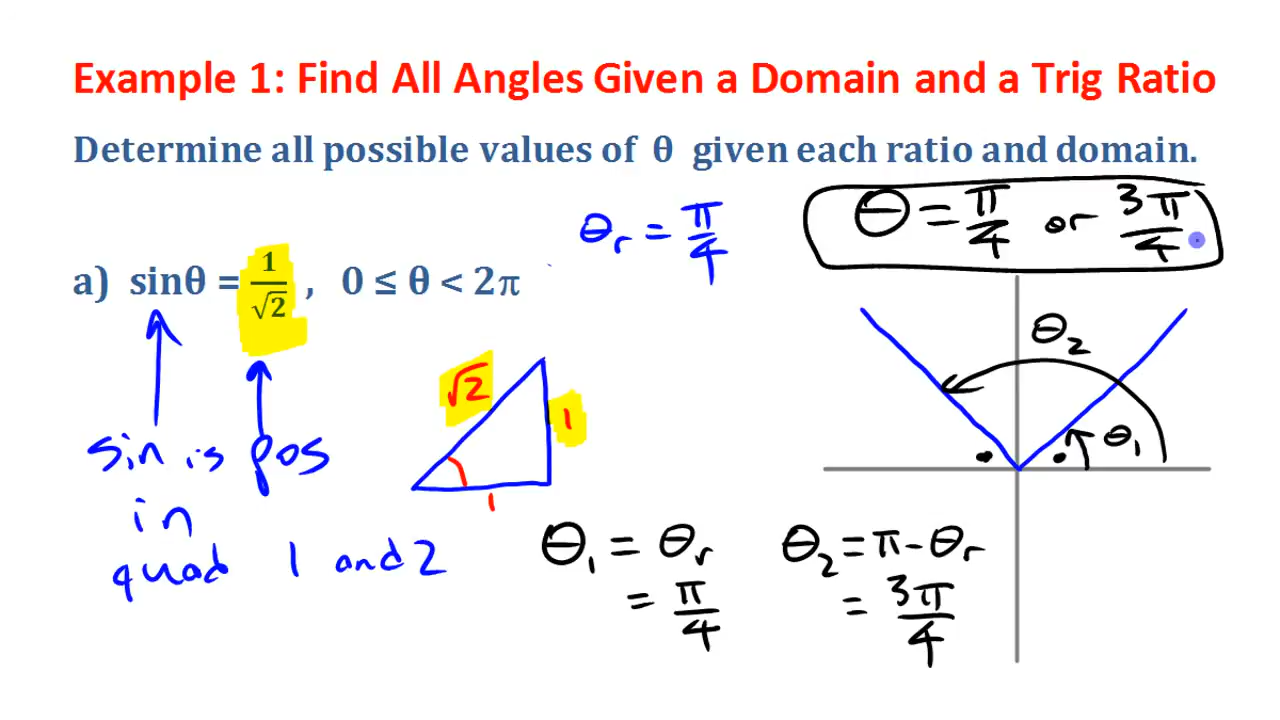 Example 1: Find All Angles Given a Domain and a Trig Ratio
Determine all possible values of θ given each ratio and domain.
θr = π/4
θ = π/4 or 3π/4
a) sinθ = 1/√2 , 0 ≤ θ < 2π
θ2
√2
1
θ1
sin is pos
in
quad 1 and 2
1
θ1 = θr
= π/4
θ2 = π - θr
= 3π/4